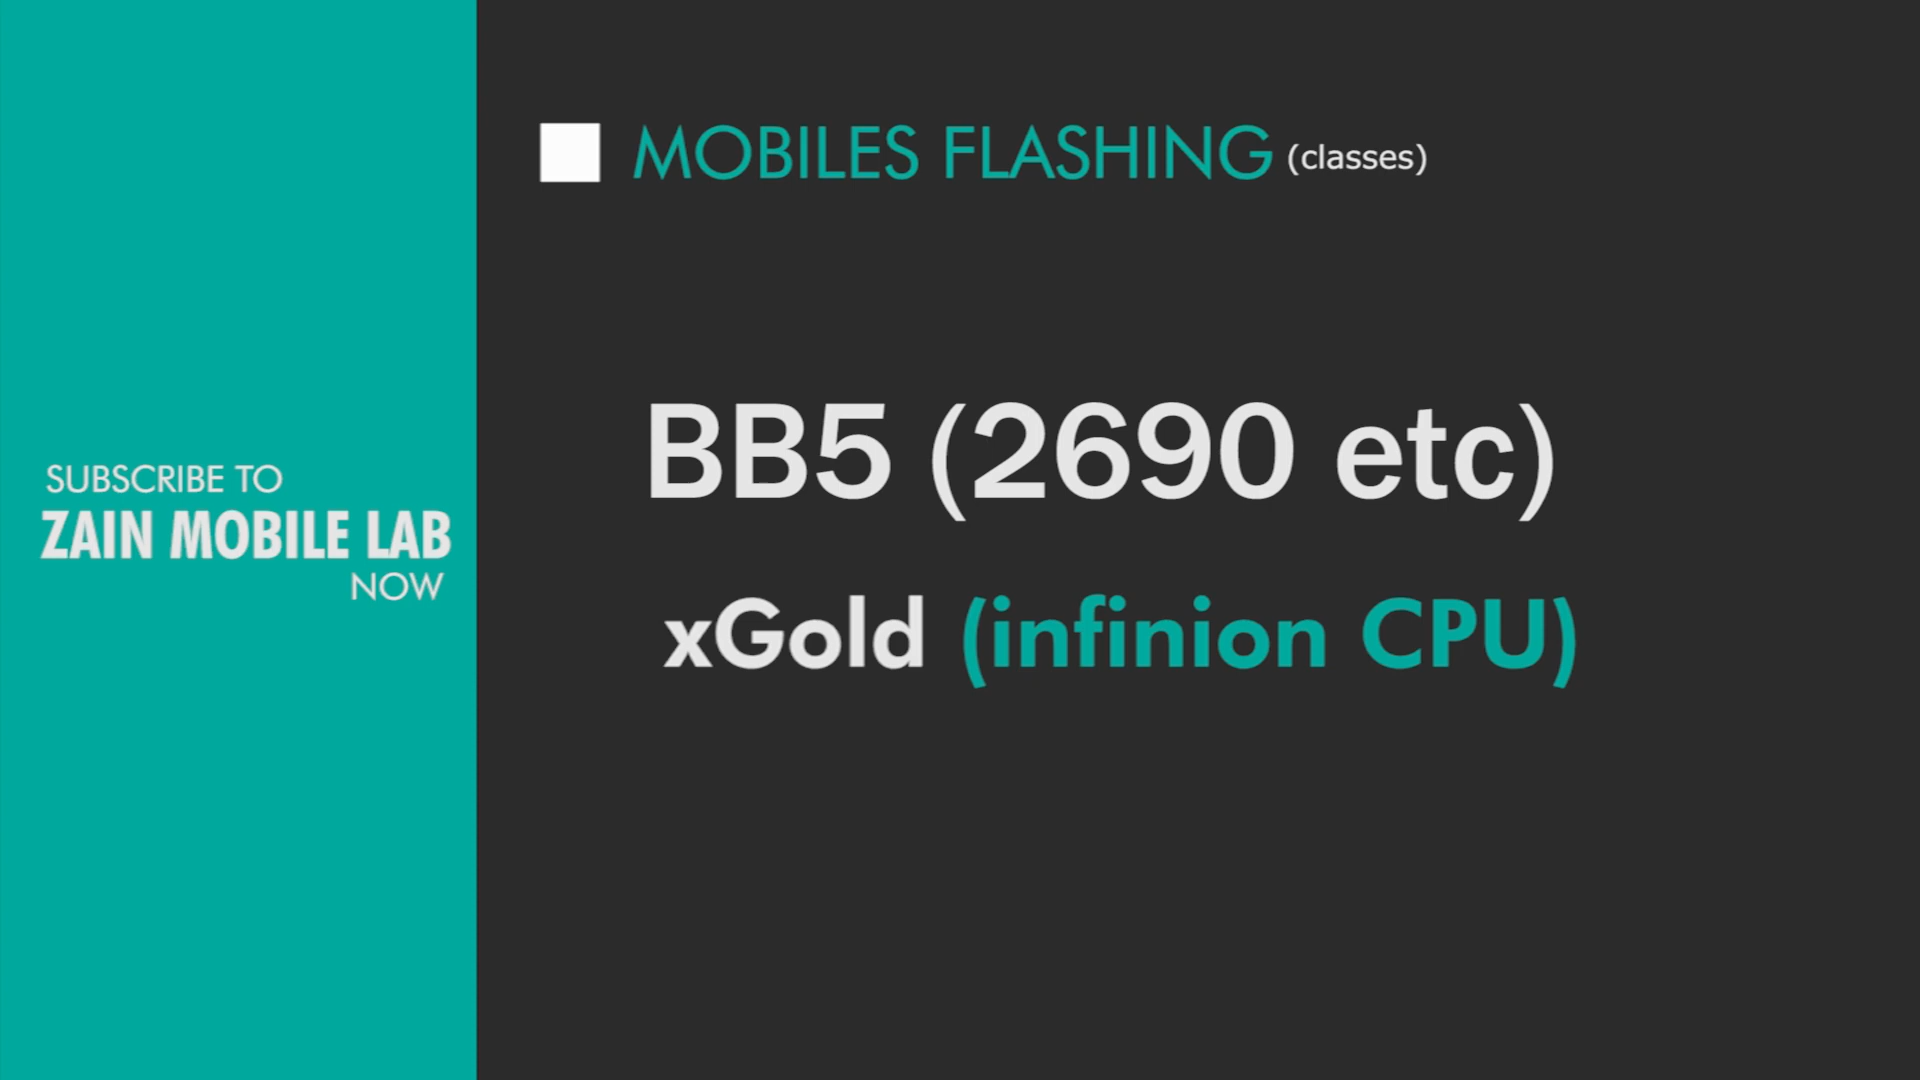 SUBSCRIBE TO
ZAIN MOBILE LAB
NOW
MOBILES FLASHING (classes)
BB5 (2690 etc)
xGold (infinion CPU)